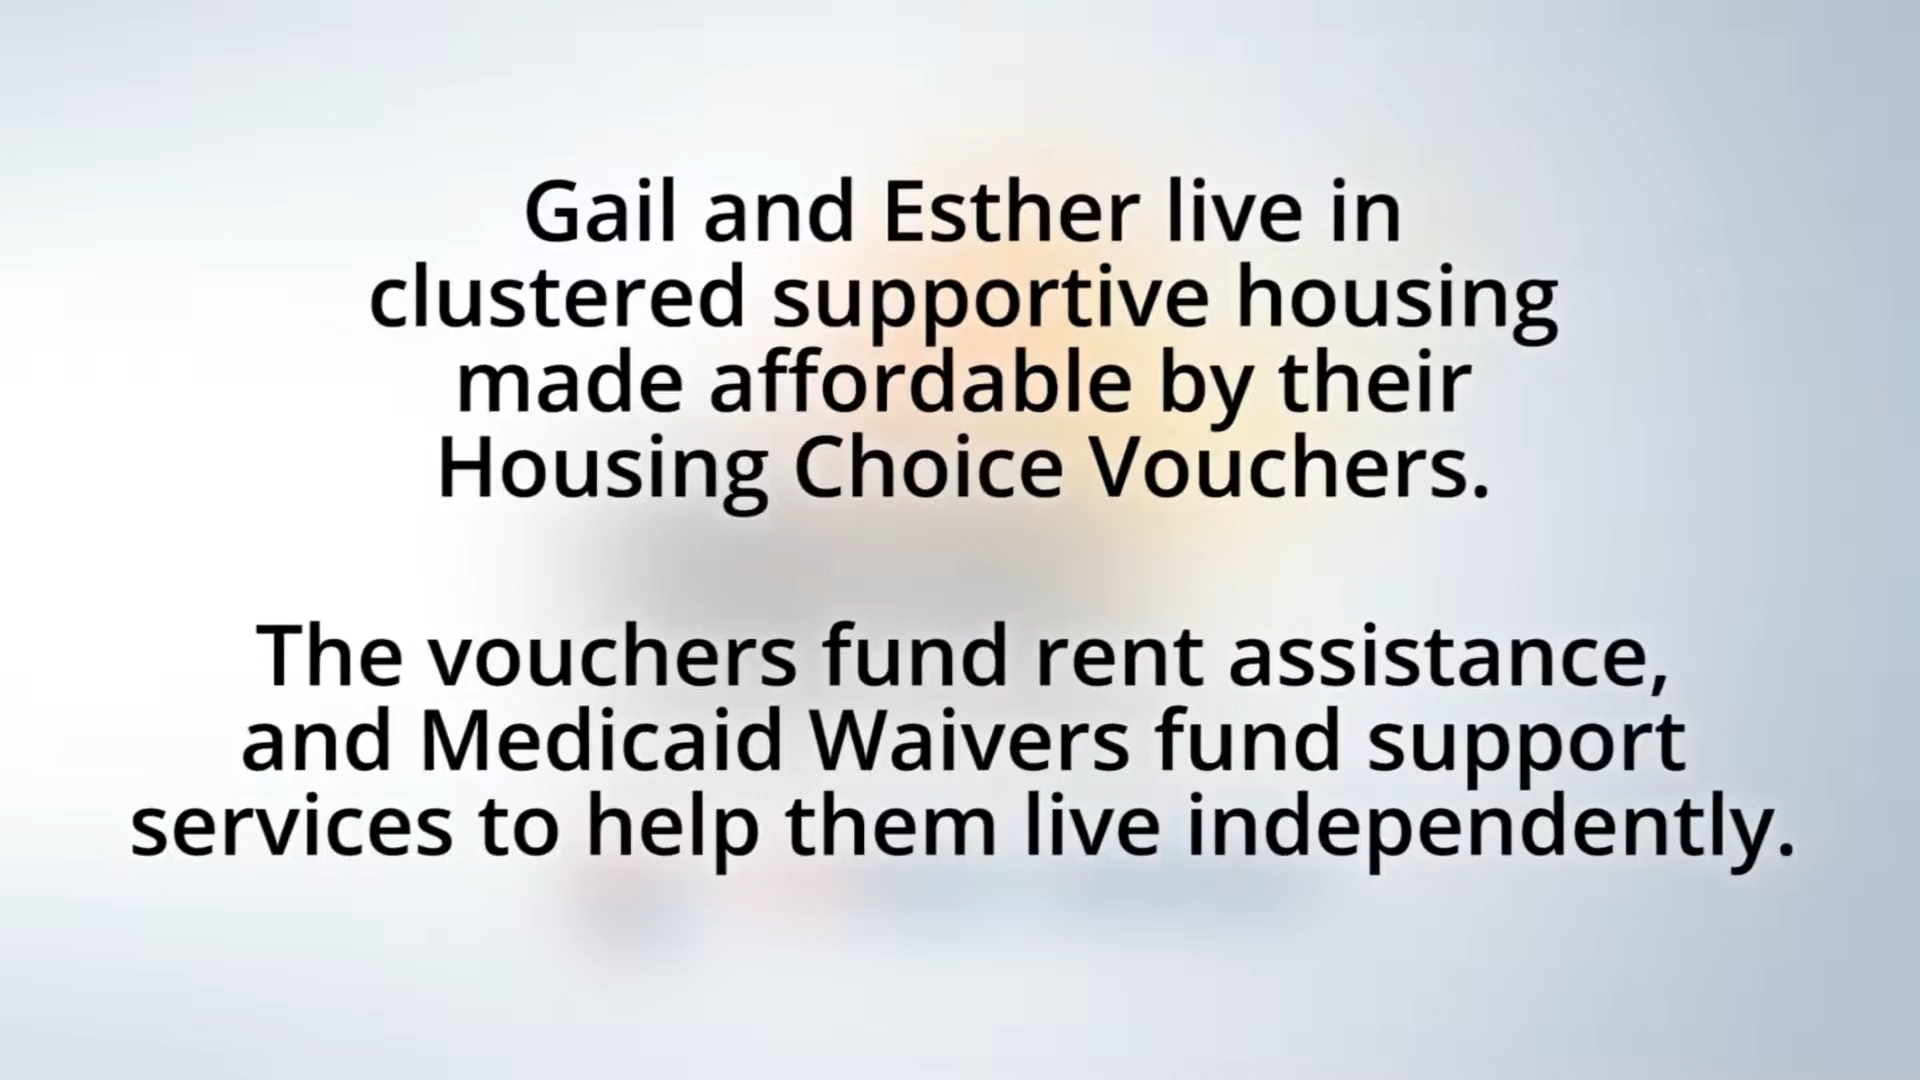 Gail and Esther live in
clustered supportive housing
made affordable by their
Housing Choice Vouchers.
The vouchers fund rent assistance,
and Medicaid Waivers fund support
services to help them live independently.